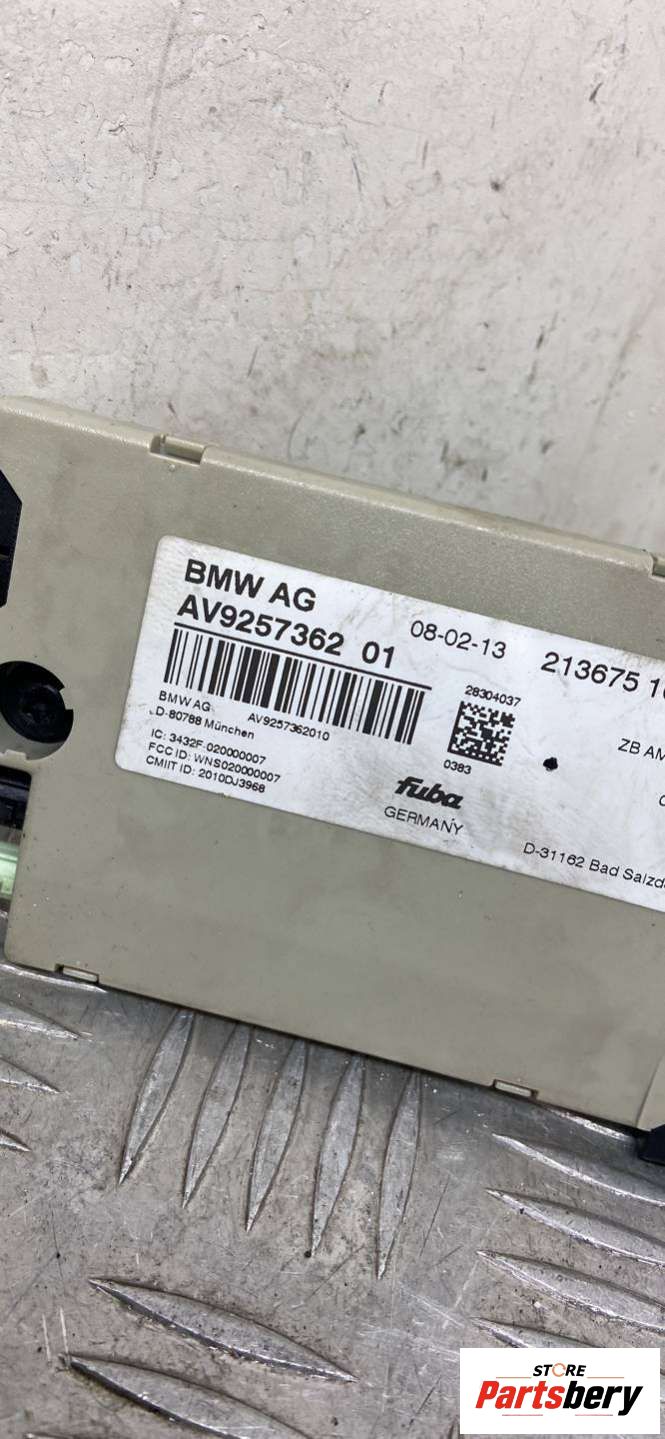 BMW AG
AV9257362 01
08-02-13
213675
BMW AG
D-80788 München
AV9257362010
IC: 3432F-020000007
FCC ID: WNS020000007
CMIIT ID: 2010DJ3968
28304037
0383
fuba
GERMANY
ZB AM
D-31162 Bad
STORE
Partsbery